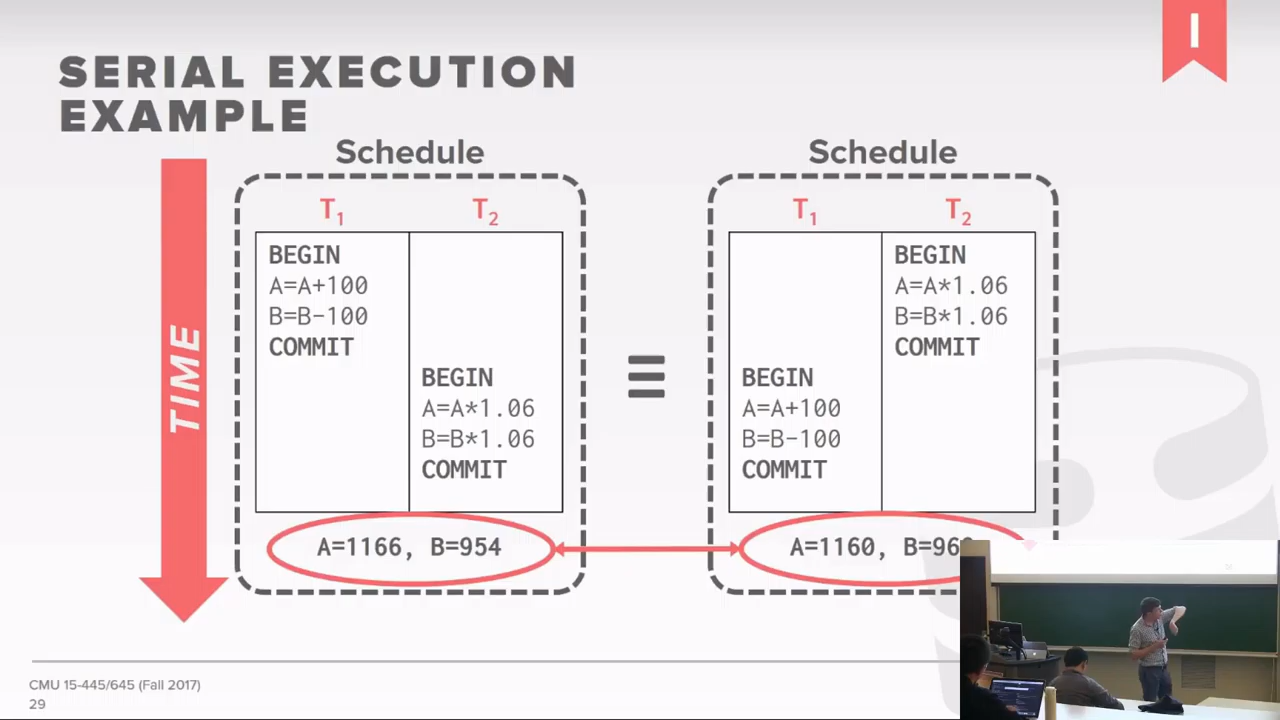 I
SERIAL EXECUTION
EXAMPLE
Schedule
T1 T2
BEGIN
A=A+100
B=B-100
COMMIT
BEGIN
A=A*1.06
B=B*1.06
COMMIT
A=1166, B=954
≡
Schedule
T1 T2
BEGIN
A=A*1.06
B=B*1.06
COMMIT
BEGIN
A=A+100
B=B-100
COMMIT
A=1160, B=96
TIME
CMU 15-445/645 (Fall 2017)
29